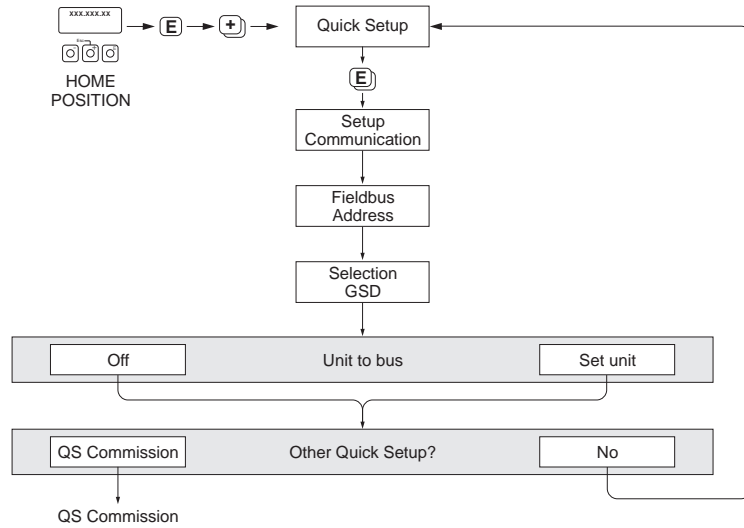 xxx.xxx.xx
Esc
E
+
Quick Setup
HOME
POSITION
E
Setup
Communication
Fieldbus
Address
Selection
GSD
Off
Unit to bus
Set unit
QS Commission
Other Quick Setup?
No
QS Commission